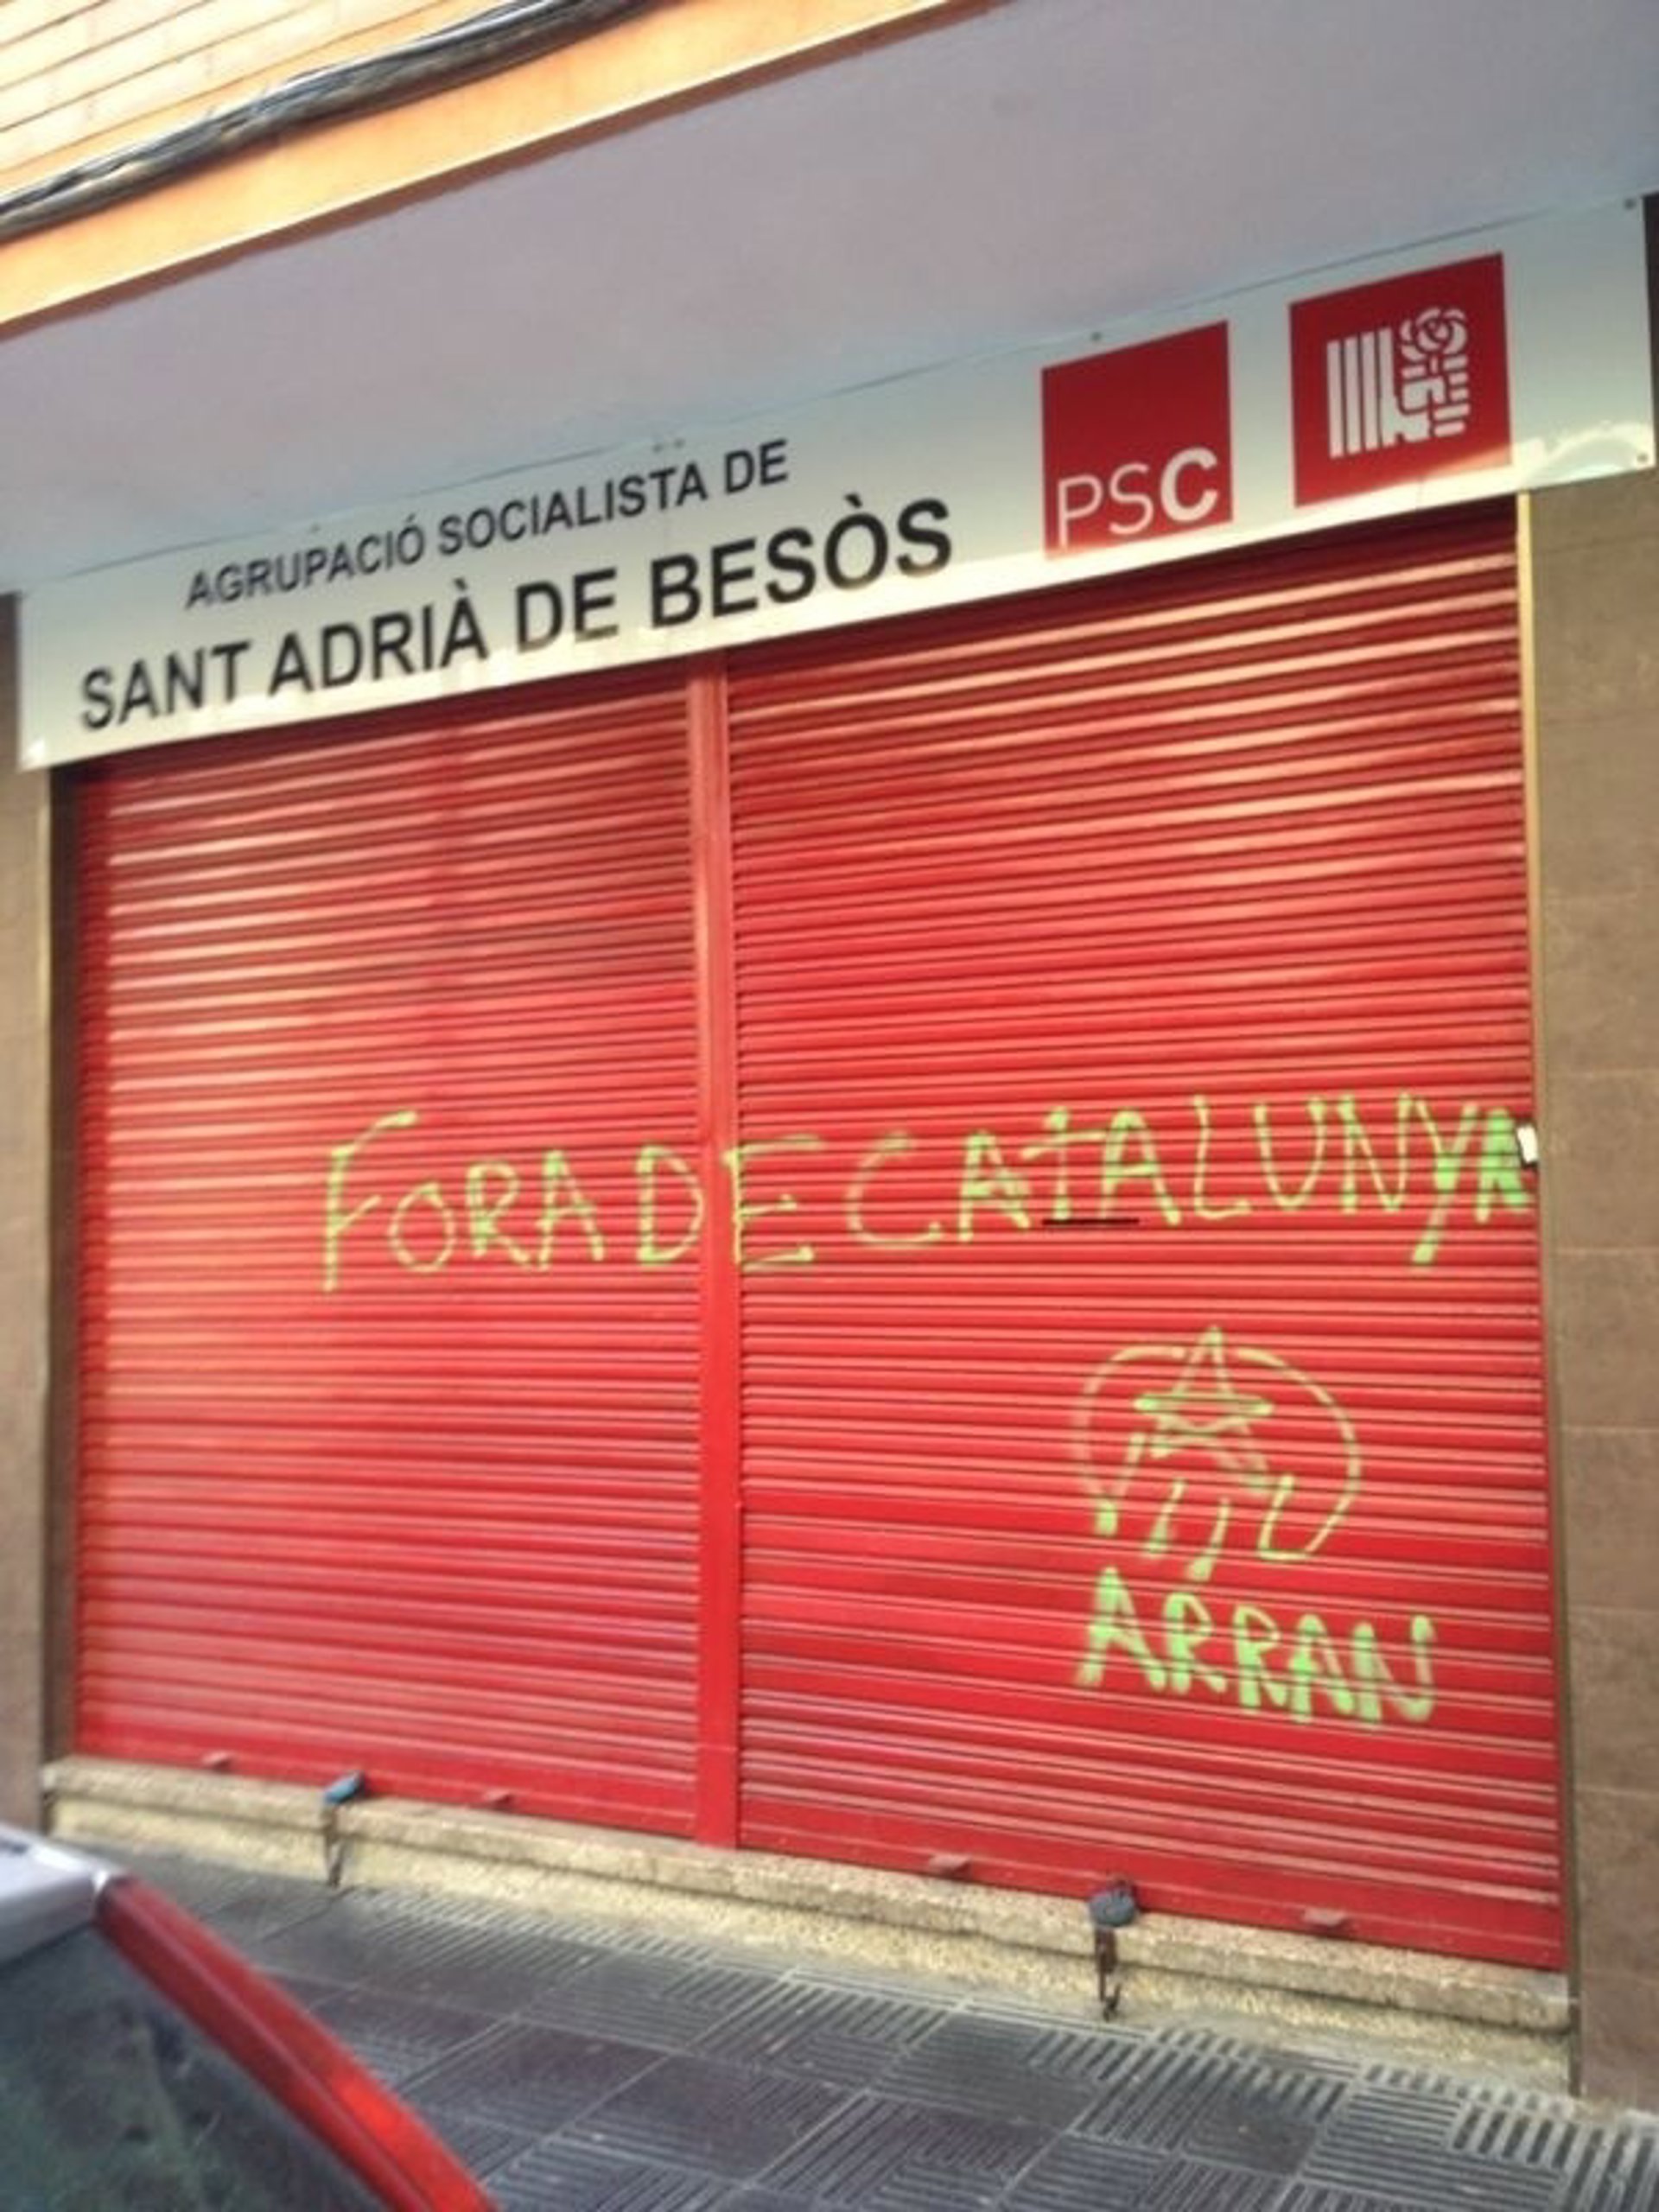 AGRUPACIÓ SOCIALISTA DE
SANT ADRIÀ DE BESÒS
PSC
FORA DE CATALUNYA
ARRAN